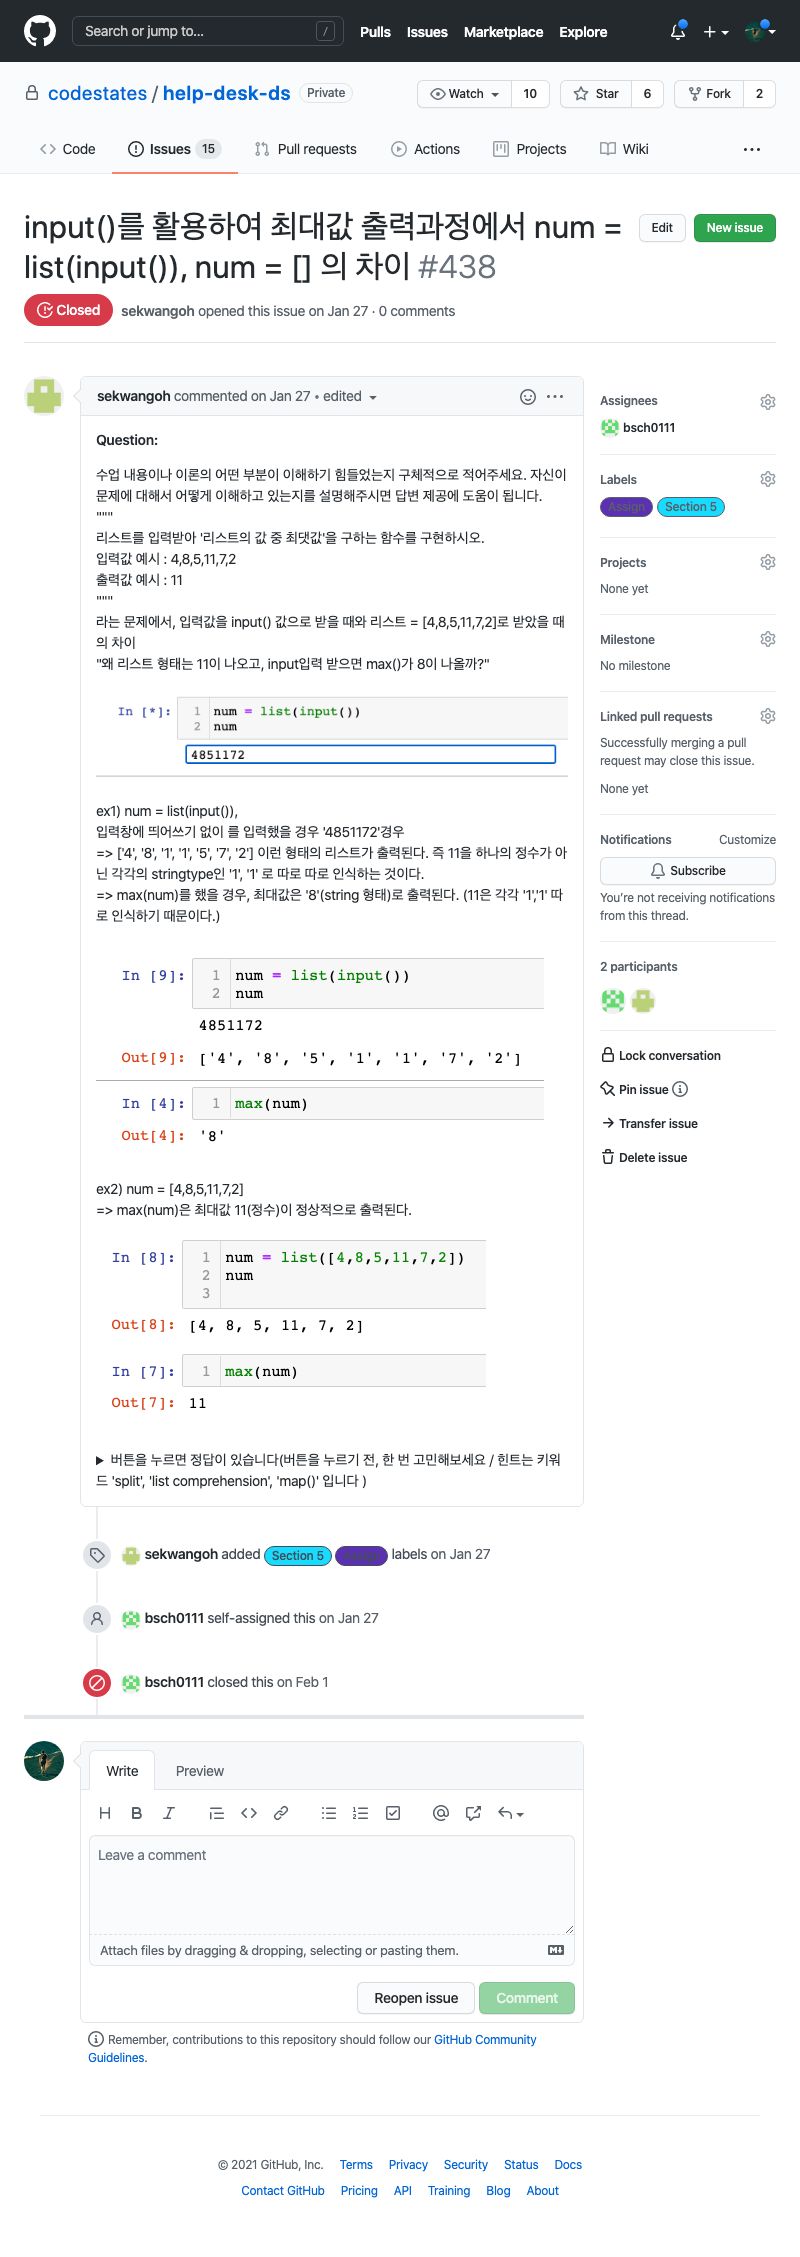 Search or jump to... /
Pulls Issues Marketplace Explore
codestates / help-desk-ds Private
Watch 10 Star 6 Fork 2
Code Issues 15 Pull requests Actions Projects Wiki ...
input()를 활용하여 최대값 출력과정에서 num =
list(input()), num = [] 의 차이 #438
Edit New issue
Closed sekwangoh opened this issue on Jan 27 · 0 comments
sekwangoh commented on Jan 27 • edited
Question:
수업 내용이나 이론의 어떤 부분이 이해하기 힘들었는지 구체적으로 적어주세요. 자신이
문제에 대해서 어떻게 이해하고 있는지를 설명해주시면 답변 제공에 도움이 됩니다.
"""
리스트를 입력받아 '리스트의 값 중 최댓값'을 구하는 함수를 구현하시오.
입력값 예시 : 4,8,5,11,7,2
출력값 예시 : 11
"""
라는 문제에서, 입력값을 input() 값으로 받을 때와 리스트 = [4,8,5,11,7,2]로 받았을 때
의 차이
"왜 리스트 형태는 11이 나오고, input입력 받으면 max()가 8이 나올까?"
In [*]: 1 num = list(input())
2 num
4851172
ex1) num = list(input()),
입력창에 띄어쓰기 없이 를 입력했을 경우 '4851172'경우
=> ['4', '8', '1', '1', '5', '7', '2'] 이런 형태의 리스트가 출력된다. 즉 11을 하나의 정수가 아
닌 각각의 stringtype인 '1', '1' 로 따로 따로 인식하는 것이다.
=> max(num)를 했을 경우, 최대값은 '8'(string 형태)로 출력된다. (11은 각각 '1','1' 따
로 인식하기 때문이다.)
In [9]: 1 num = list(input())
2 num
4851172
Out[9]: ['4', '8', '5', '1', '1', '7', '2']
In [4]: 1 max(num)
Out[4]: '8'
ex2) num = [4,8,5,11,7,2]
=> max(num)은 최대값 11(정수)이 정상적으로 출력된다.
In [8]: 1 num = list([4,8,5,11,7,2])
2 num
3
Out[8]: [4, 8, 5, 11, 7, 2]
In [7]: 1 max(num)
Out[7]: 11
▶ 버튼을 누르면 정답이 있습니다(버튼을 누르기 전, 한 번 고민해보세요 / 힌트는 키워
드 'split', 'list comprehension', 'map()' 입니다 )
sekwangoh added Section 5 labels on Jan 27
bsch0111 self-assigned this on Jan 27
bsch0111 closed this on Feb 1
Assignees
bsch0111
Labels
Assign Section 5
Projects
None yet
Milestone
No milestone
Linked pull requests
Successfully merging a pull
request may close this issue.
None yet
Notifications Customize
Subscribe
You're not receiving notifications
from this thread.
2 participants
Lock conversation
Pin issue
Transfer issue
Delete issue
Write Preview
Leave a comment
Attach files by dragging & dropping, selecting or pasting them.
Reopen issue Comment
Remember, contributions to this repository should follow our GitHub Community
Guidelines.
© 2021 GitHub, Inc. Terms Privacy Security Status Docs
Contact GitHub Pricing API Training Blog About